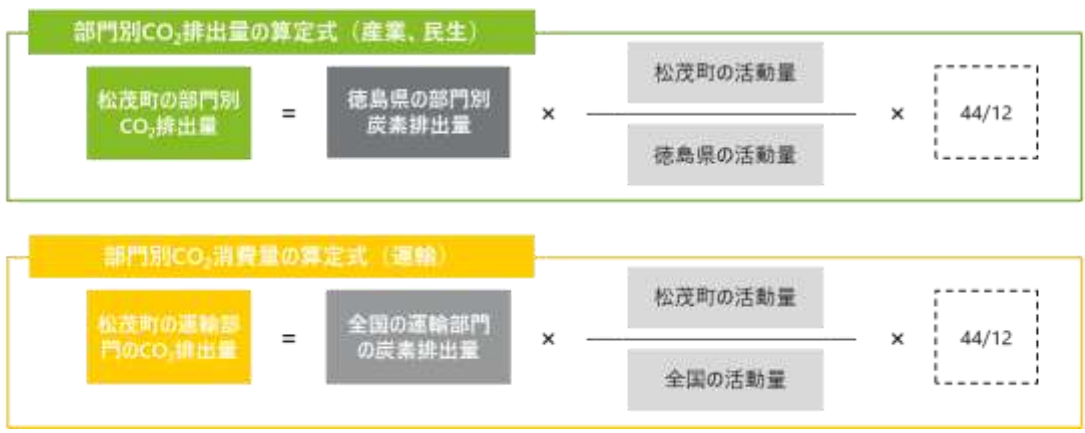 部門別CO₂排出量の算定式（産業、民生）
松茂町の部門別
CO₂排出量
=
徳島県の部門別
炭素排出量
×
松茂町の活動量
徳島県の活動量
×
44/12
部門別CO₂消費量の算定式（運輸）
松茂町の運輸部
門のCO₂排出量
=
全国の運輸部門
の炭素排出量
×
松茂町の活動量
全国の活動量
×
44/12